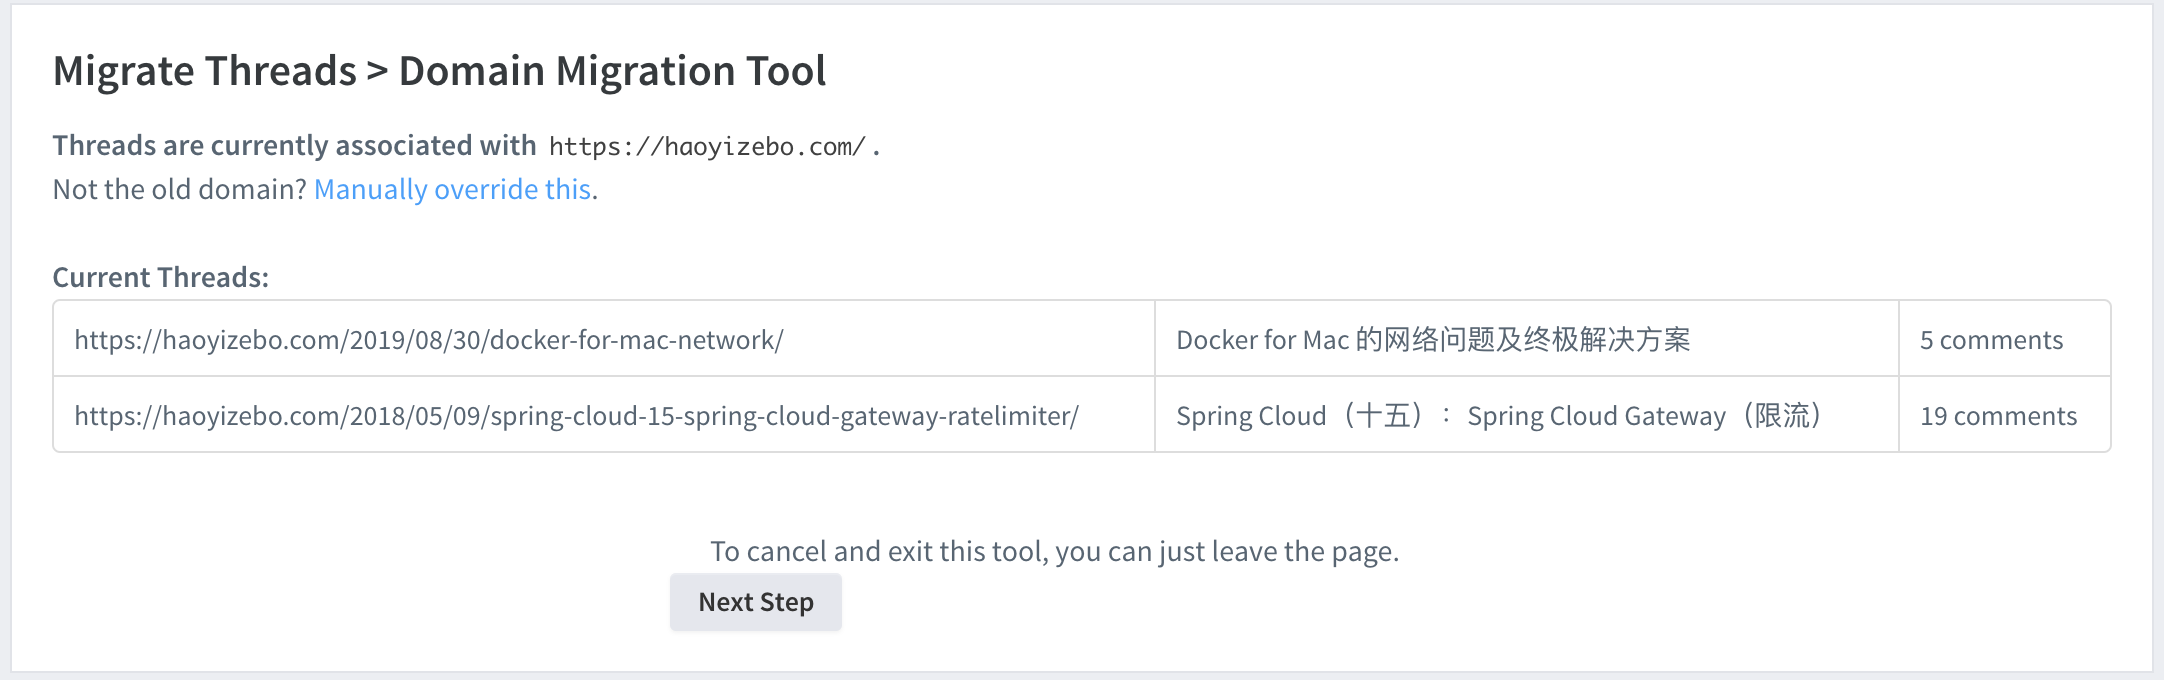 Migrate Threads > Domain Migration Tool
Threads are currently associated with https://haoyizebo.com/.
Not the old domain? Manually override this.
Current Threads:
https://haoyizebo.com/2019/08/30/docker-for-mac-network/ Docker for Mac 的网络问题及终极解决方案 5 comments
https://haoyizebo.com/2018/05/09/spring-cloud-15-spring-cloud-gateway-ratelimiter/ Spring Cloud（十五）：Spring Cloud Gateway（限流） 19 comments
To cancel and exit this tool, you can just leave the page.
Next Step